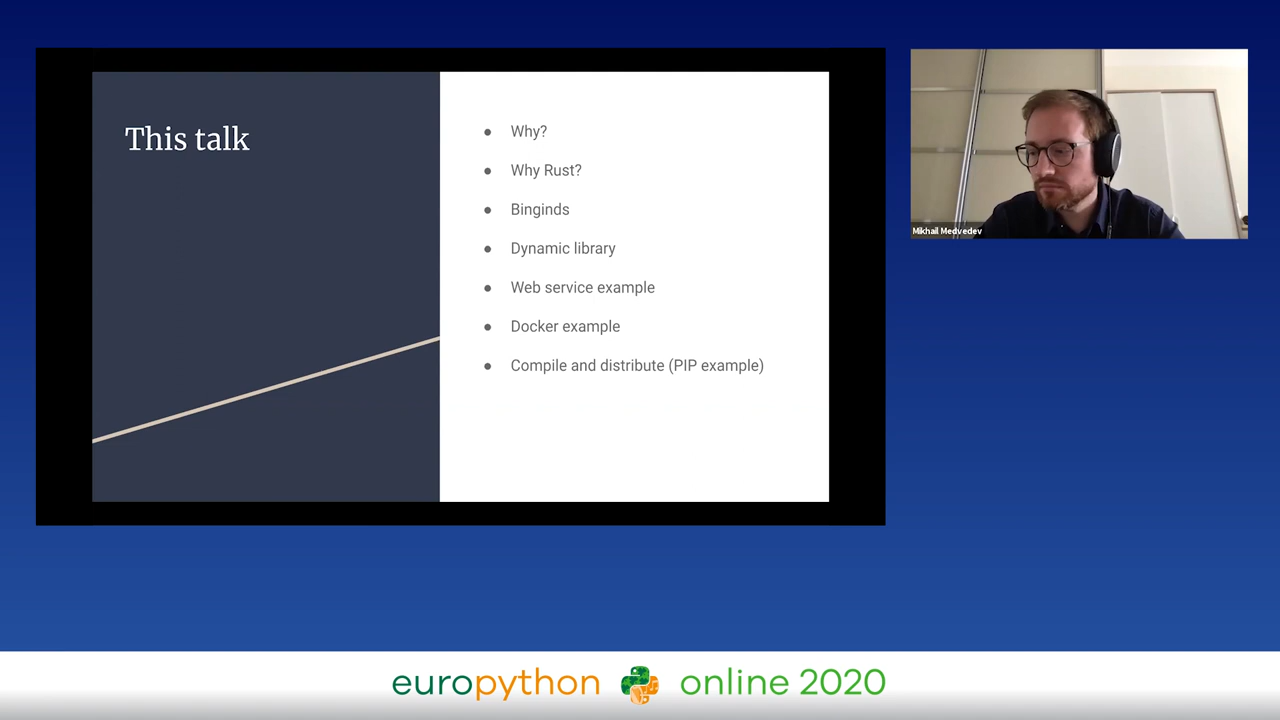 This talk
● Why?
● Why Rust?
● Binginds
● Dynamic library
● Web service example
● Docker example
● Compile and distribute (PIP example)
Mikhail Medvedev
europython online 2020